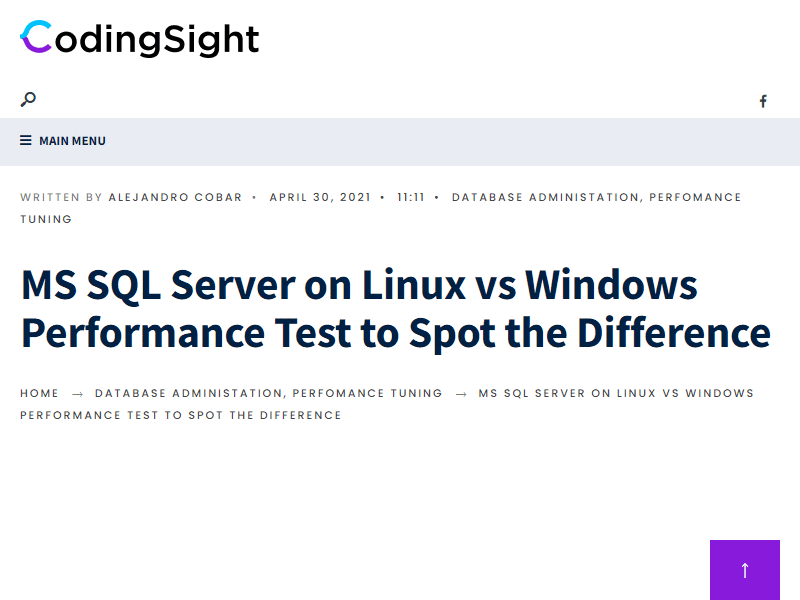 CodingSight
MAIN MENU
WRITTEN BY ALEJANDRO COBAR • APRIL 30, 2021 • 11:11 • DATABASE ADMINISTATION, PERFOMANCE
TUNING
MS SQL Server on Linux vs Windows
Performance Test to Spot the Difference
HOME → DATABASE ADMINISTATION, PERFOMANCE TUNING → MS SQL SERVER ON LINUX VS WINDOWS
PERFORMANCE TEST TO SPOT THE DIFFERENCE